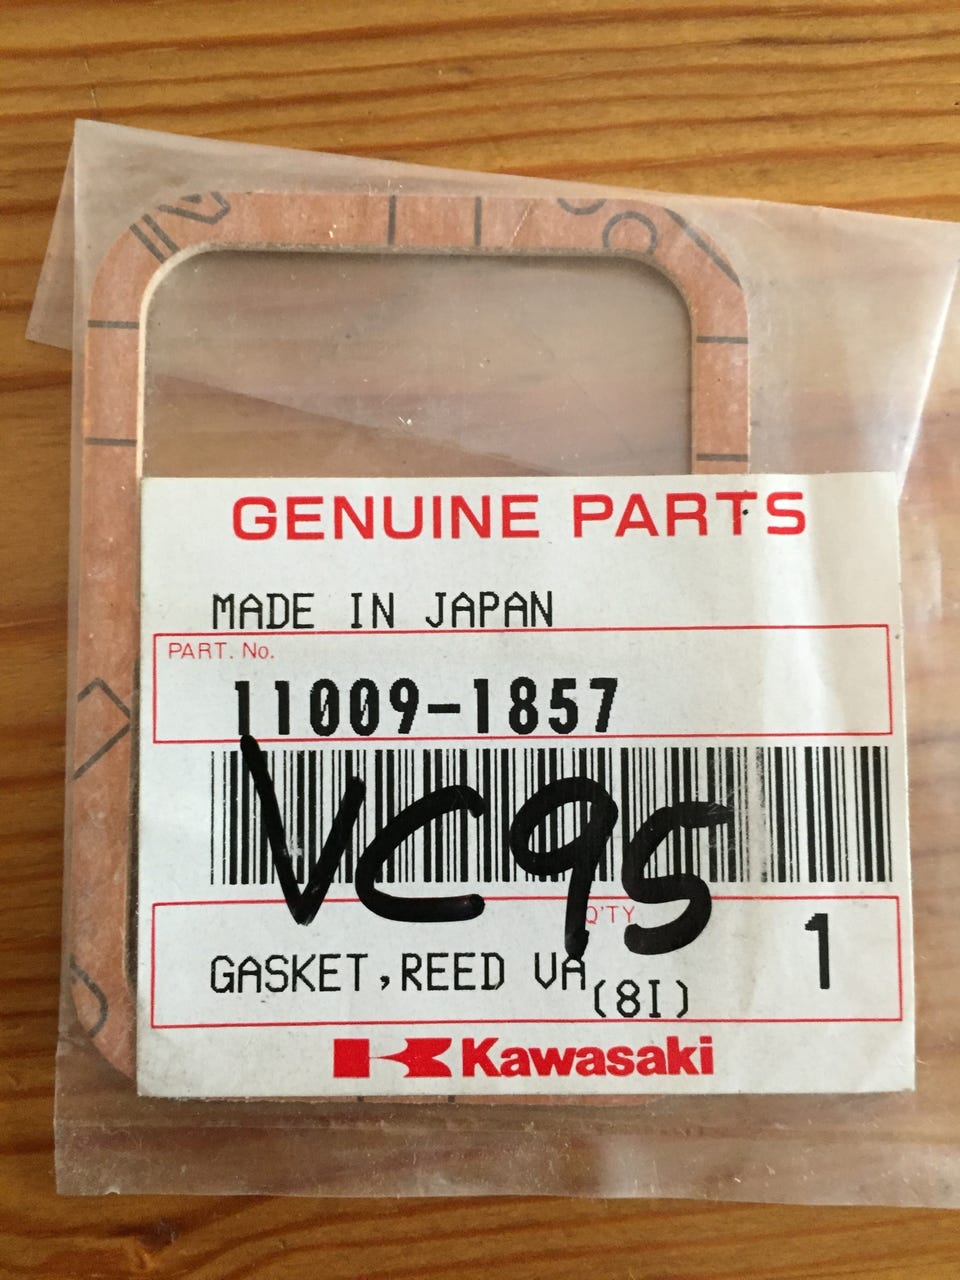 GENUINE PARTS
MADE IN JAPAN
PART. No.
11009-1857
VC95
Q'TY
1
GASKET,REED VA
(8I)
Kawasaki